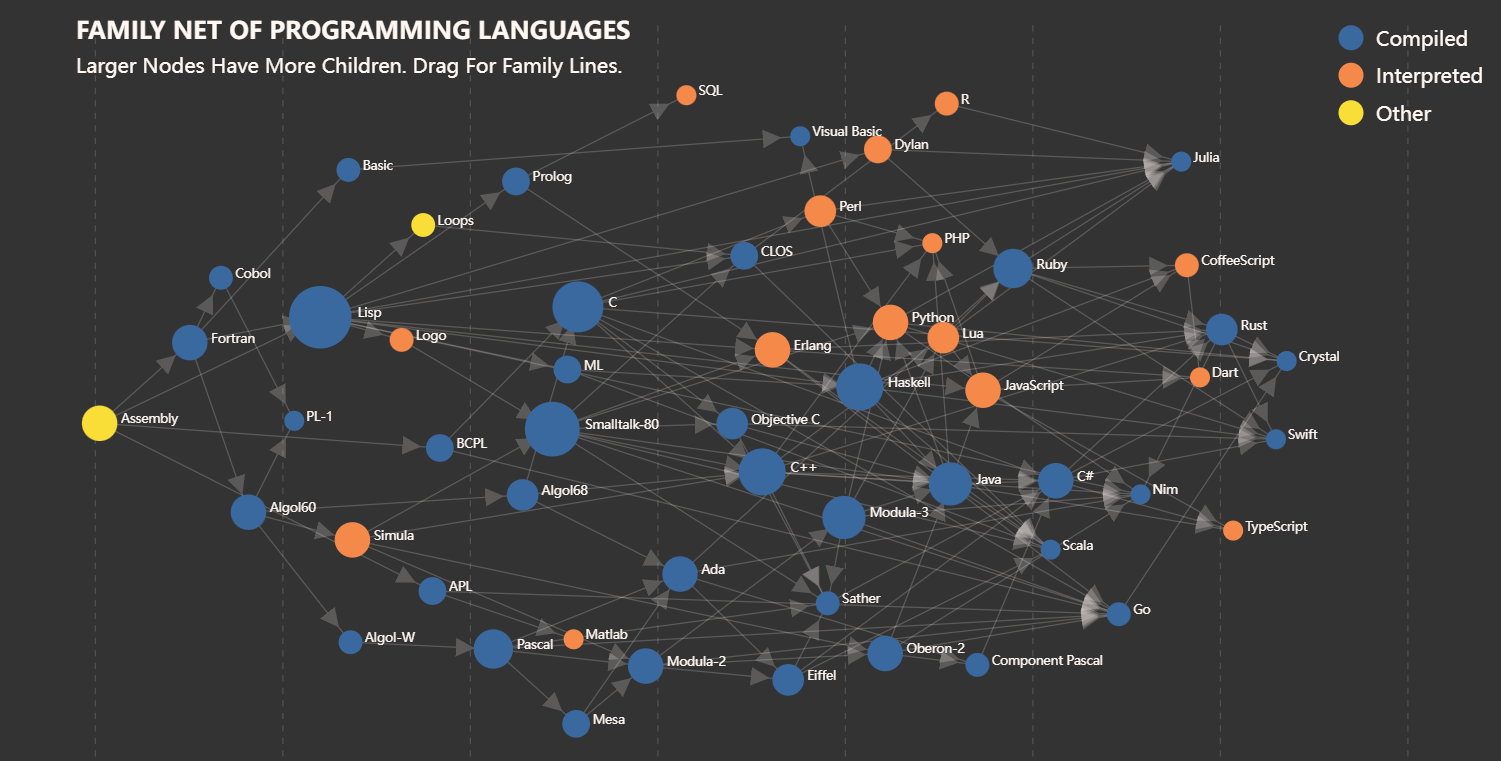 FAMILY NET OF PROGRAMMING LANGUAGES
Larger Nodes Have More Children. Drag For Family Lines.
Compiled
Interpreted
Other
SQL
R
Visual Basic
Dylan
Basic
Prolog
Julia
Perl
Loops
PHP
CLOS
Ruby
CoffeeScript
Cobol
C
Lisp
Fortran
Logo
Python
Lua
Rust
Erlang
Crystal
ML
Haskell
JavaScript
Dart
Assembly
PL-1
Smalltalk-80
Objective C
Swift
BCPL
C++
Java
C#
Nim
Algol60
Algol68
Modula-3
TypeScript
Simula
Scala
Ada
APL
Sather
Go
Algol-W
Pascal
Matlab
Modula-2
Oberon-2
Component Pascal
Eiffel
Mesa